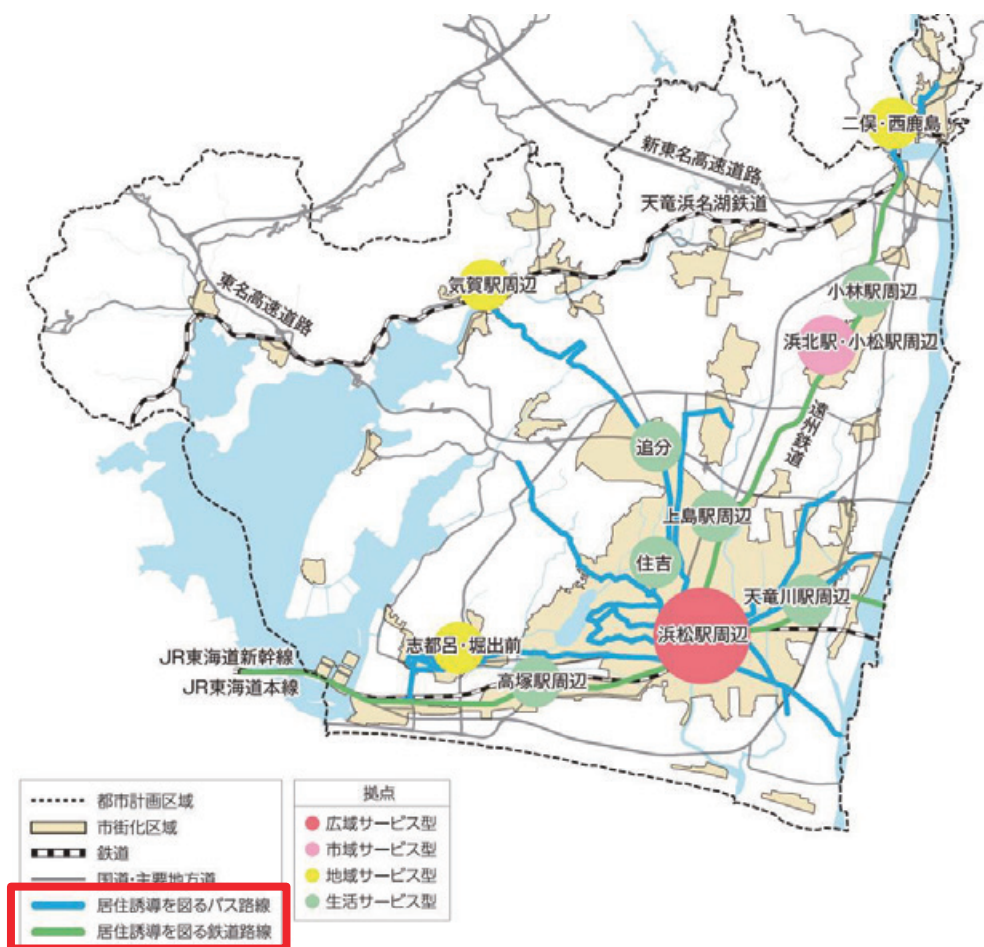 二俣・西鹿島
新東名高速道路
天竜浜名湖鉄道
気賀駅周辺
小林駅周辺
東名高速道路
浜北駅・小松駅周辺
遠州鉄道
追分
上島駅周辺
住吉
天竜川駅周辺
浜松駅周辺
志都呂・堀出前
JR東海道新幹線
高塚駅周辺
JR東海道本線
都市計画区域
市街化区域
鉄道
国道・主要地方道
居住誘導を図るバス路線
居住誘導を図る鉄道路線
拠点
広域サービス型
市域サービス型
地域サービス型
生活サービス型